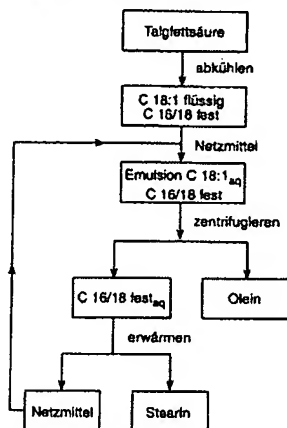 Talgfettsäure
abkühlen
C 18:1 flüssig
C 16/18 fest
Netzmittel
Emulsion C 18:1aq
C 16/18 fest
zentrifugieren
C 16/18 festaq
Olein
erwärmen
Netzmittel
Stearin